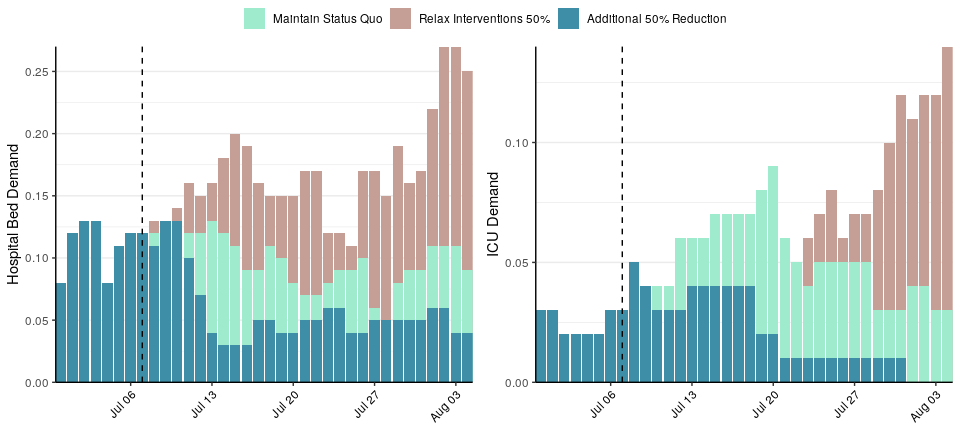 Maintain Status Quo Relax Interventions 50% Additional 50% Reduction
Hospital Bed Demand
0.25
0.20
0.15
0.10
0.05
0.00
Jul 06 Jul 13 Jul 20 Jul 27 Aug 03
ICU Demand
0.10
0.05
0.00
Jul 06 Jul 13 Jul 20 Jul 27 Aug 03